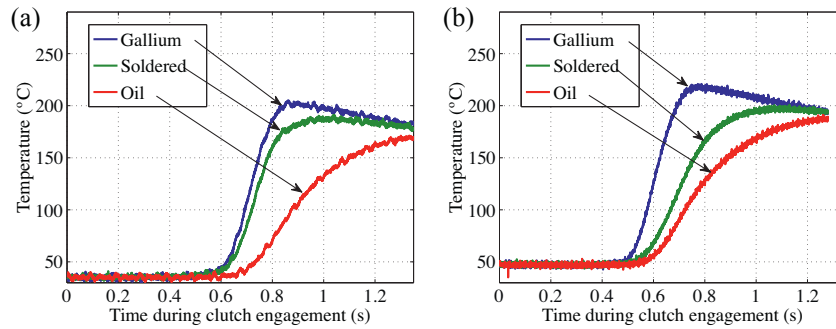 (a)
Gallium
Soldered
Oil
250
200
150
100
50
Temperature (°C)
0 0.2 0.4 0.6 0.8 1 1.2
Time during clutch engagement (s)
(b)
Gallium
Soldered
Oil
250
200
150
100
50
Temperature (°C)
0 0.2 0.4 0.6 0.8 1 1.2
Time during clutch engagement (s)